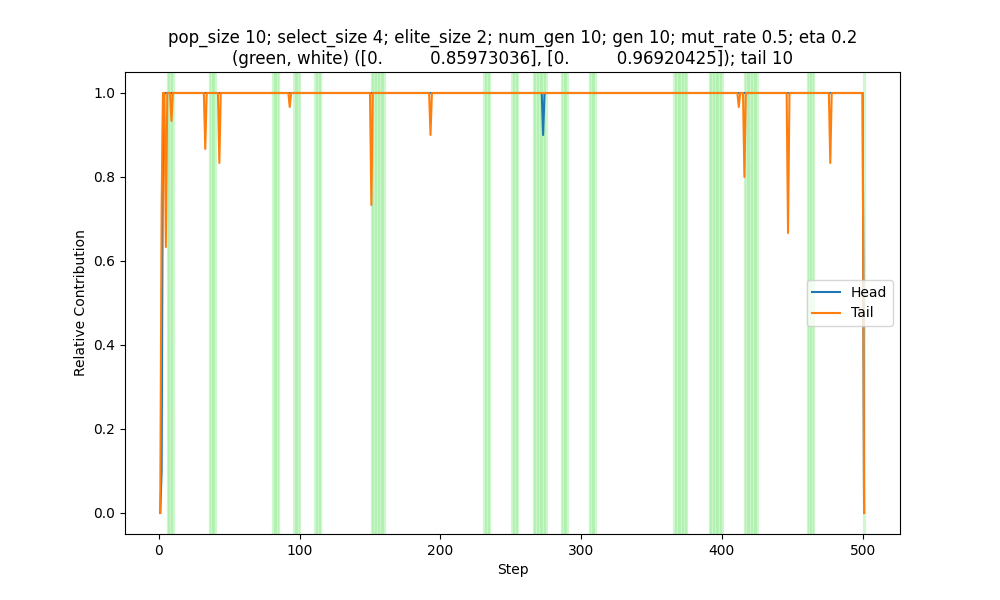 pop_size 10; select_size 4; elite_size 2; num_gen 10; gen 10; mut_rate 0.5; eta 0.2
(green, white) ([0.          0.85973036], [0.          0.96920425]); tail 10
1.0
0.8
0.6
0.4
0.2
0.0
Relative Contribution
Head
Tail
0
100
200
300
400
500
Step